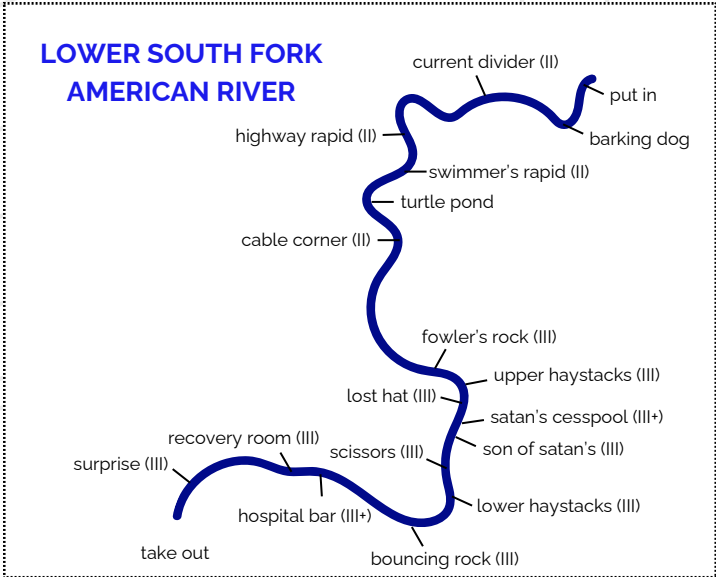 LOWER SOUTH FORK
AMERICAN RIVER
current divider (II)
put in
barking dog
highway rapid (II)
swimmer's rapid (II)
turtle pond
cable corner (II)
fowler's rock (III)
upper haystacks (III)
lost hat (III)
satan's cesspool (III+)
son of satan's (III)
scissors (III)
recovery room (III)
surprise (III)
lower haystacks (III)
hospital bar (III+)
bouncing rock (III)
take out